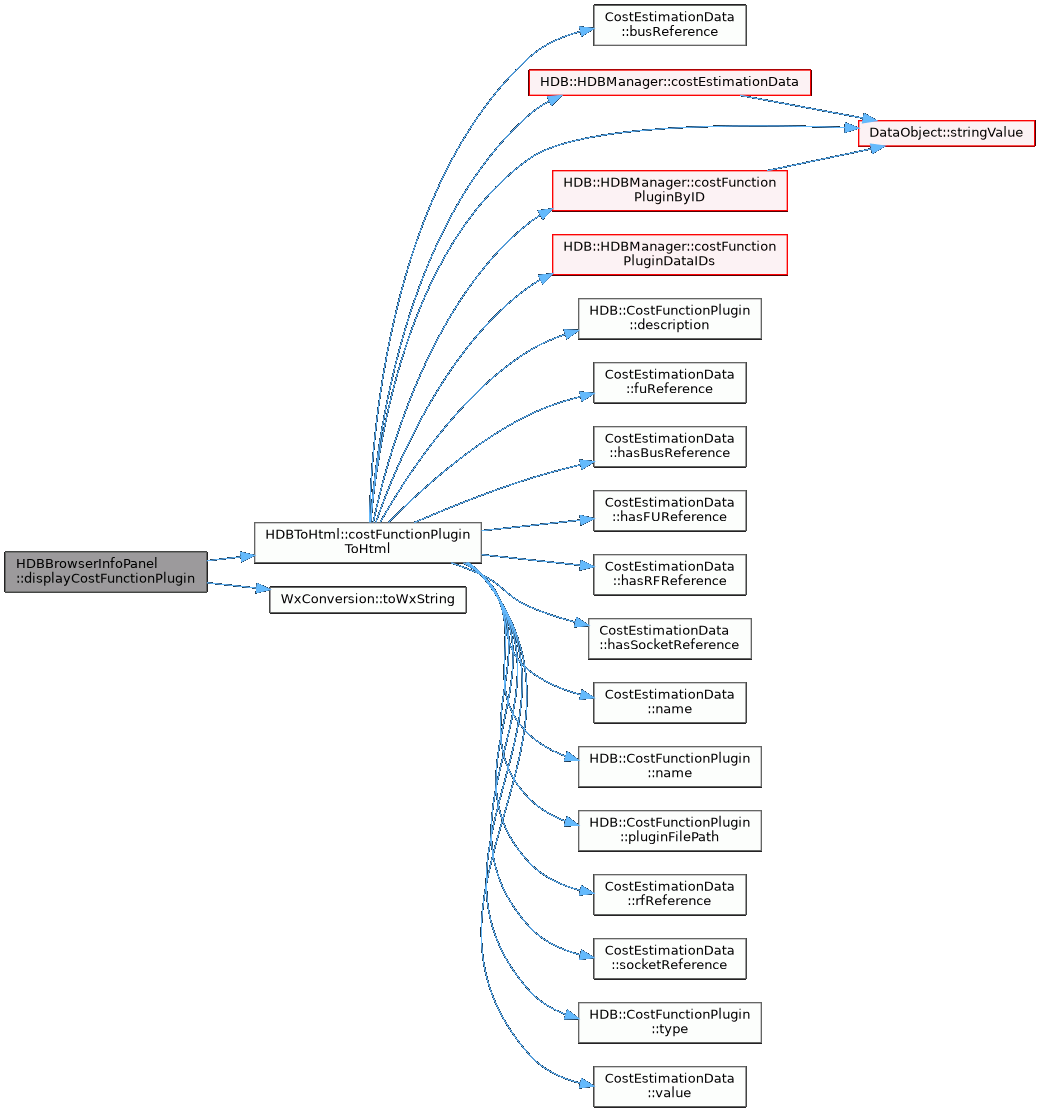 CostEstimationData
::busReference
HDB::HDBManager::costEstimationData
DataObject::stringValue
HDB::HDBManager::costFunction
PluginByID
HDB::HDBManager::costFunction
PluginDataIDs
HDB::CostFunctionPlugin
::description
CostEstimationData
::fuReference
CostEstimationData
::hasBusReference
CostEstimationData
::hasFUReference
HDBToHtml::costFunctionPlugin
ToHtml
HDBBrowserInfoPanel
::displayCostFunctionPlugin
CostEstimationData
::hasRFReference
WxConversion::toWxString
CostEstimationData
::hasSocketReference
CostEstimationData
::name
HDB::CostFunctionPlugin
::name
HDB::CostFunctionPlugin
::pluginFilePath
CostEstimationData
::rfReference
CostEstimationData
::socketReference
HDB::CostFunctionPlugin
::type
CostEstimationData
::value